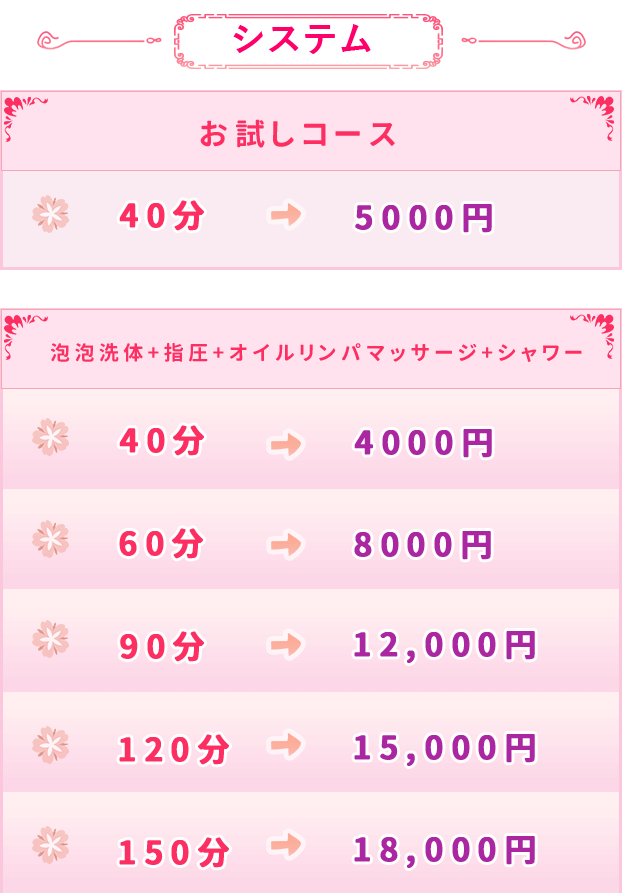 システム
お試しコース
40分 5000円
泡泡洗体+指圧+オイルリンパマッサージ+シャワー
40分 4000円
60分 8000円
90分 12,000円
120分 15,000円
150分 18,000円